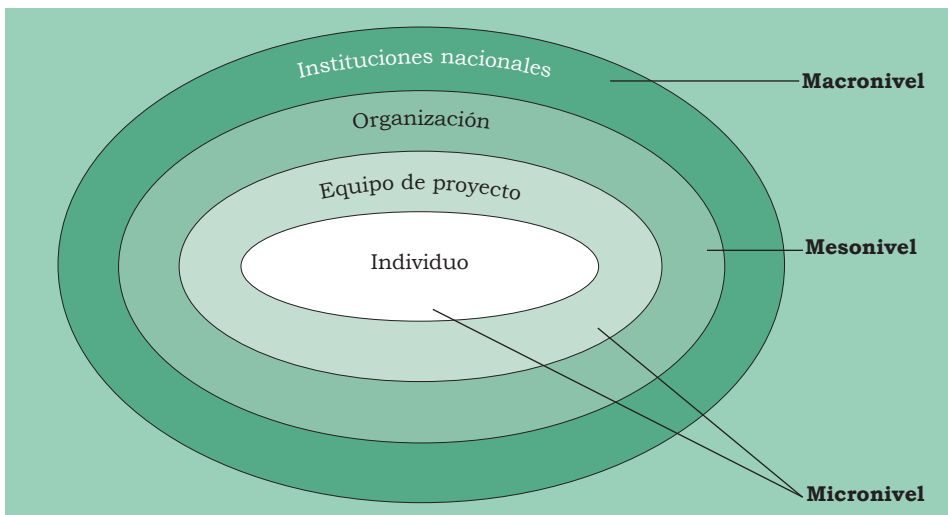 Instituciones nacionales
Macronivel
Organización
Equipo de proyecto
Mesonivel
Individuo
Micronivel